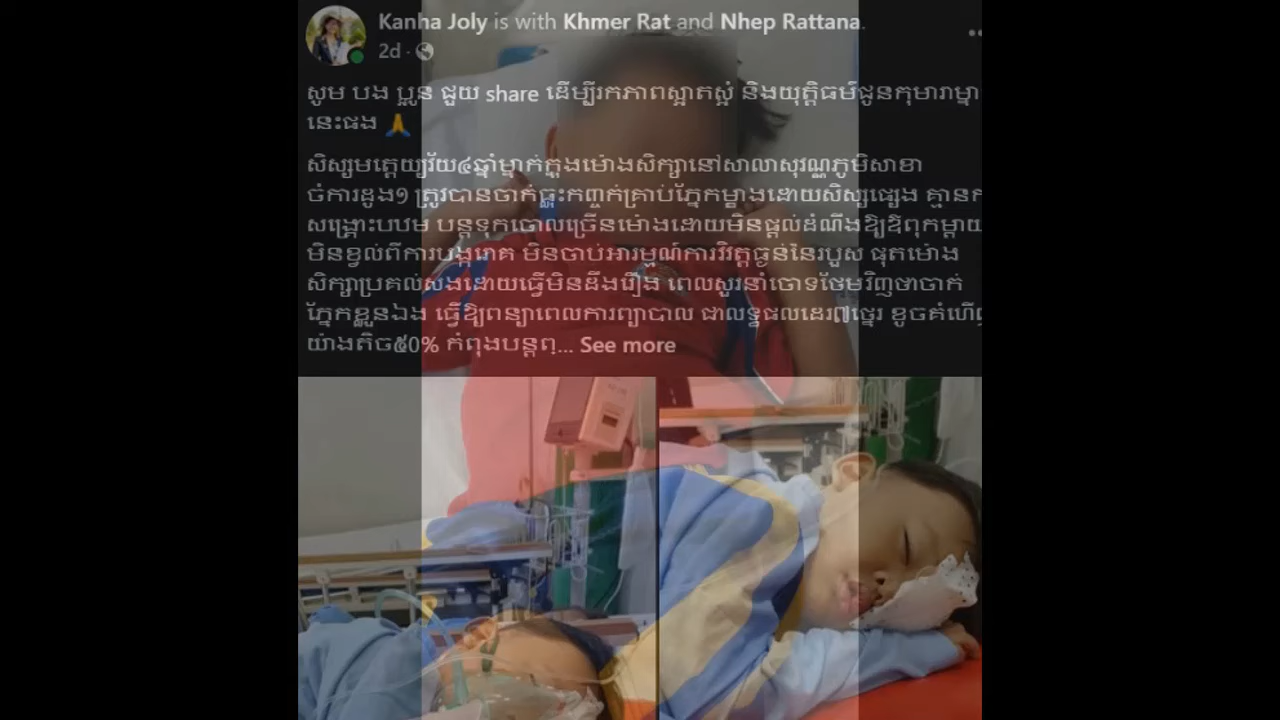 Kanha Joly is with Khmer Rat and Nhep Rattana.
2d
សូម បង ប្អូន ជួយ share ដើម្បីរកភាពស្អាតស្អំ និងយុត្តិធម៌ជូនកុមារាម្នា
នេះផង 🙏
សិស្សមត្តេយ្យវ័យ៤ឆ្នាំម្នាក់ក្នុងម៉ោងសិក្សានៅសាលាសុវណ្ណភូមិសាខា
ចំការដូង១ ត្រូវបានចាក់ធ្លុះកញ្ចក់គ្រាប់ភ្នែកម្ខាងដោយសិស្សផ្សេង គ្មានក
សង្គ្រោះបឋម បន្តទុកចោលច្រើនម៉ោងដោយមិនផ្តល់ដំណឹងឱ្យឪពុកម្តាយ
មិនខ្វល់ពីការបង្ករោគ មិនចាប់អារម្មណ៍ការវិវត្តធ្ងន់នៃរបួស ផុតម៉ោង
សិក្សាប្រគល់សងដោយធ្វើមិនដឹងរឿង ពេលសួរនាំចោទថែមវិញថាចាក់
ភ្នែកខ្លួនឯង ធ្វើឱ្យពន្យាពេលការព្យាបាល ជាលទ្ធផលដេរ៧ថ្នេរ ខូចគំហើញ
យ៉ាងតិច៥0% កំពុងបន្តព្... See more